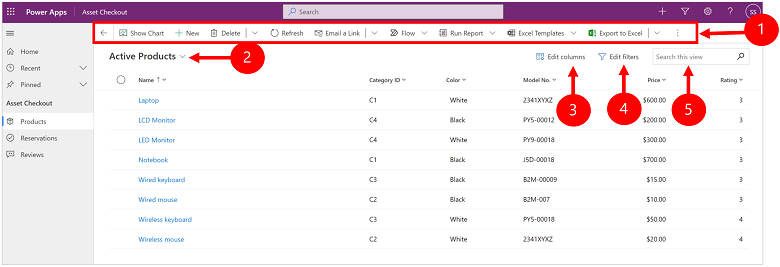 Power Apps Asset Checkout Search SS
Show Chart New Delete Refresh Email a Link Flow Run Report Excel Templates Export to Excel 1
Home
Recent
Pinned
Asset Checkout
Products
Reservations
Reviews
Active Products 2 Edit columns Edit filters Search this view
3 4 5
Name Category ID Color Model No. Price Rating
Laptop C1 White 2341XYXZ $600.00 3
LCD Monitor C4 Black PY5-00012 $200.00 3
LED Monitor C4 White PY9-00018 $300.00 3
Notebook C1 Black J5D-00018 $700.00 3
Wired keyboard C3 Black B2M-00009 $15.00 3
Wired mouse C2 Black B2M-007 $10.00 3
Wireless keyboard C3 White PY5-00018 $50.00 4
Wireless mouse C2 White 2341XYXZ $20.00 4